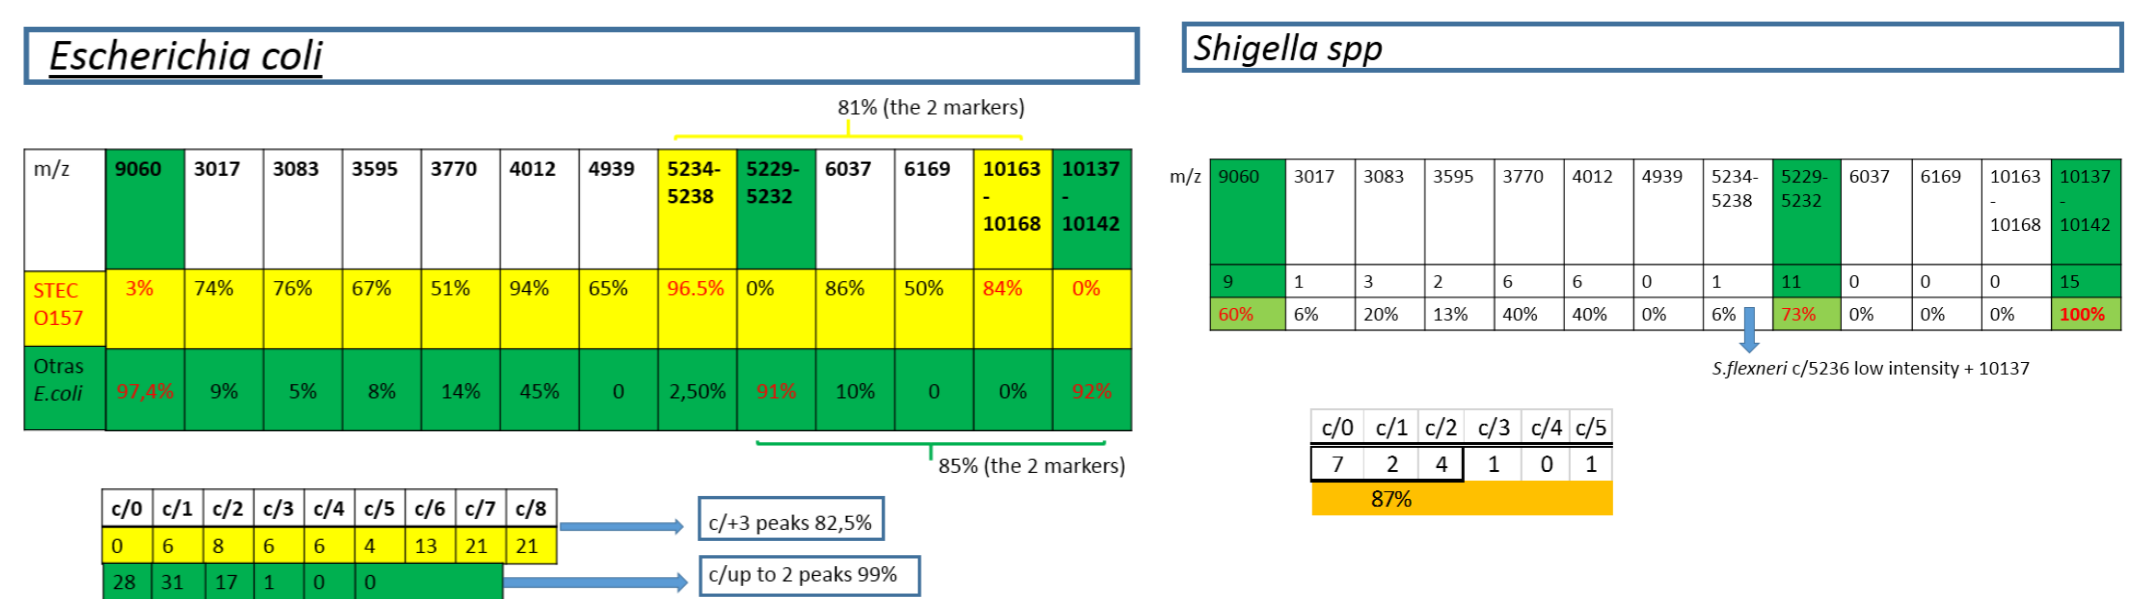 Escherichia coli
81% (the 2 markers)
m/z 9060 3017 3083 3595 3770 4012 4939 5234-5238 5229-5232 6037 6169 10163-10168 10137-10142
STEC O157 3% 74% 76% 67% 51% 94% 65% 96.5% 0% 86% 50% 84% 0%
Otras E.coli 97,4% 9% 5% 8% 14% 45% 0 2,50% 91% 10% 0 0% 92%
85% (the 2 markers)
c/0 c/1 c/2 c/3 c/4 c/5 c/6 c/7 c/8
0 6 8 6 6 4 13 21 21
28 31 17 1 0 0
c/+3 peaks 82,5%
c/up to 2 peaks 99%
Shigella spp
m/z 9060 3017 3083 3595 3770 4012 4939 5234-5238 5229-5232 6037 6169 10163-10168 10137-10142
9 1 3 2 6 6 0 1 11 0 0 0 15
60% 6% 20% 13% 40% 40% 0% 6% 73% 0% 0% 0% 100%
S.flexneri c/5236 low intensity + 10137
c/0 c/1 c/2 c/3 c/4 c/5
7 2 4 1 0 1
87%